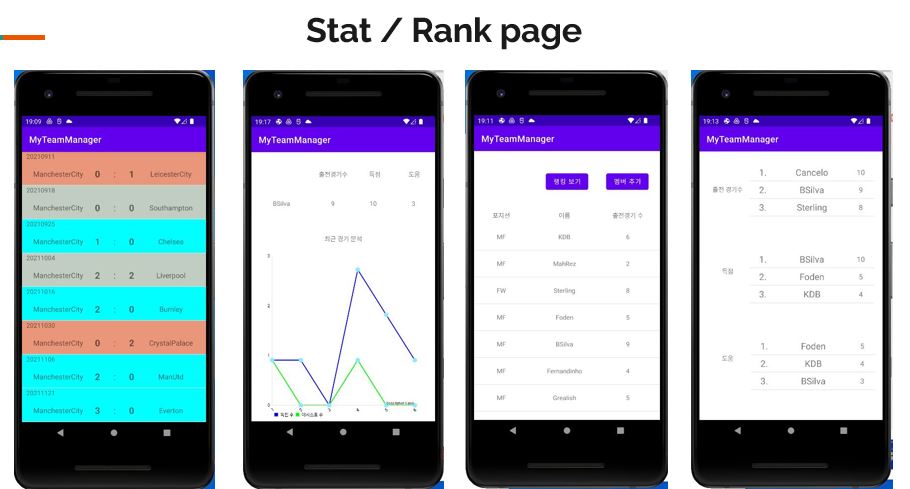 Stat / Rank page
19:09
MyTeamManager
20210911
ManchesterCity 0 : 1 LeicesterCity
20210918
ManchesterCity 0 : 0 Southampton
20210925
ManchesterCity 1 : 0 Chelsea
20211004
ManchesterCity 2 : 2 Liverpool
20211016
ManchesterCity 2 : 0 Burnley
20211030
ManchesterCity 0 : 2 CrystalPalace
20211106
ManchesterCity 2 : 0 ManUtd
20211121
ManchesterCity 3 : 0 Everton
19:17
MyTeamManager
출전경기수 득점 도움
BSilva 9 10 3
최근 경기 분석
3
2
1
0
1 2 3 4 5 6
득점 수 어시스트 수
19:11
MyTeamManager
랭킹 보기 멤버 추가
포지션 이름 출전경기 수
MF KDB 6
MF MahRez 2
FW Sterling 8
MF Foden 5
MF BSilva 9
MF Fernandinho 4
MF Grealish 5
19:13
MyTeamManager
출전 경기수
1. Cancelo 10
2. BSilva 9
3. Sterling 8
득점
1. BSilva 10
2. Foden 5
3. KDB 4
도움
1. Foden 5
2. KDB 4
3. BSilva 3